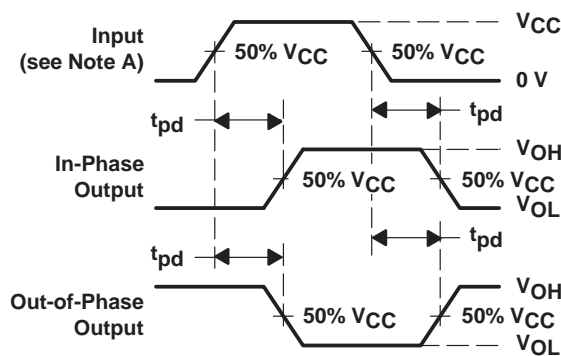 VCC
Input
(see Note A)
50% VCC
50% VCC
0 V
tpd
tpd
VOH
In-Phase
Output
50% VCC
50% VCC
VOL
tpd
tpd
VOH
Out-of-Phase
Output
50% VCC
50% VCC
VOL